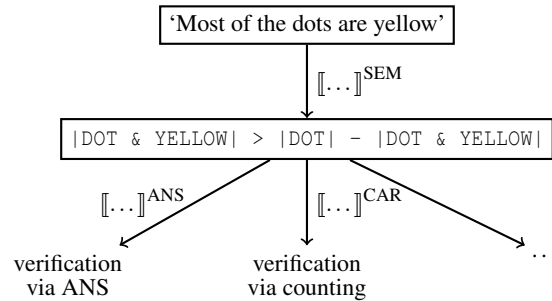 ‘Most of the dots are yellow’
⟦...⟧SEM
|DOT & YELLOW| > |DOT| - |DOT & YELLOW|
⟦...⟧ANS
⟦...⟧CAR
verification
via ANS
verification
via counting
..